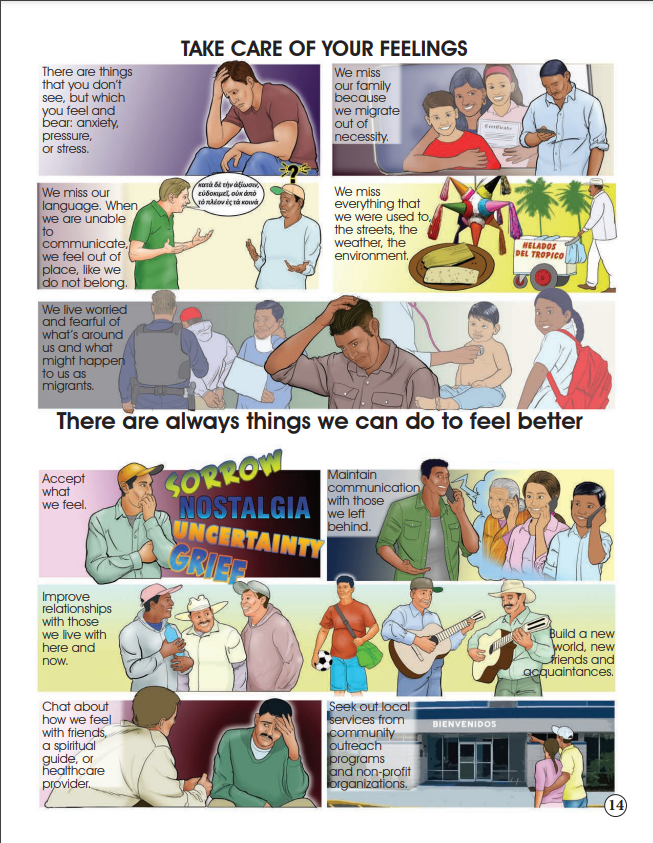 TAKE CARE OF YOUR FEELINGS
There are things
that you don't
see, but which
you feel and
bear: anxiety,
pressure,
or stress.
We miss
our family
because
we migrate
out of
necessity.
Certificate
We miss our
language. When
we are unable
to
communicate,
we feel out of
place, like we
do not belong.
κατὰ δὲ τὴν ἀξίωσιν,
εὐδοκιμεῖ, οὐκ ἀπὸ
τὸ πλέον ἐς τὰ κοινὰ
?
We miss
everything that
we were used to,
the streets, the
weather, the
environment.
HELADOS
DEL TROPICO
We live worried
and fearful of
what's around
us and what
might happen
to us as
migrants.
There are always things we can do to feel better
Accept
what
we feel.
SORROW
NOSTALGIA
UNCERTAINTY
GRIEF
Maintain
communication
with those
we left
behind.
Improve
relationships
with those
we live with
here and
now.
Build a new
world, new
friends and
acquaintances.
Chat about
how we feel
with friends,
a spiritual
guide, or
healthcare
provider.
Seek out local
services from
community
outreach
programs
and non-profit
organizations.
BIENVENIDOS
14